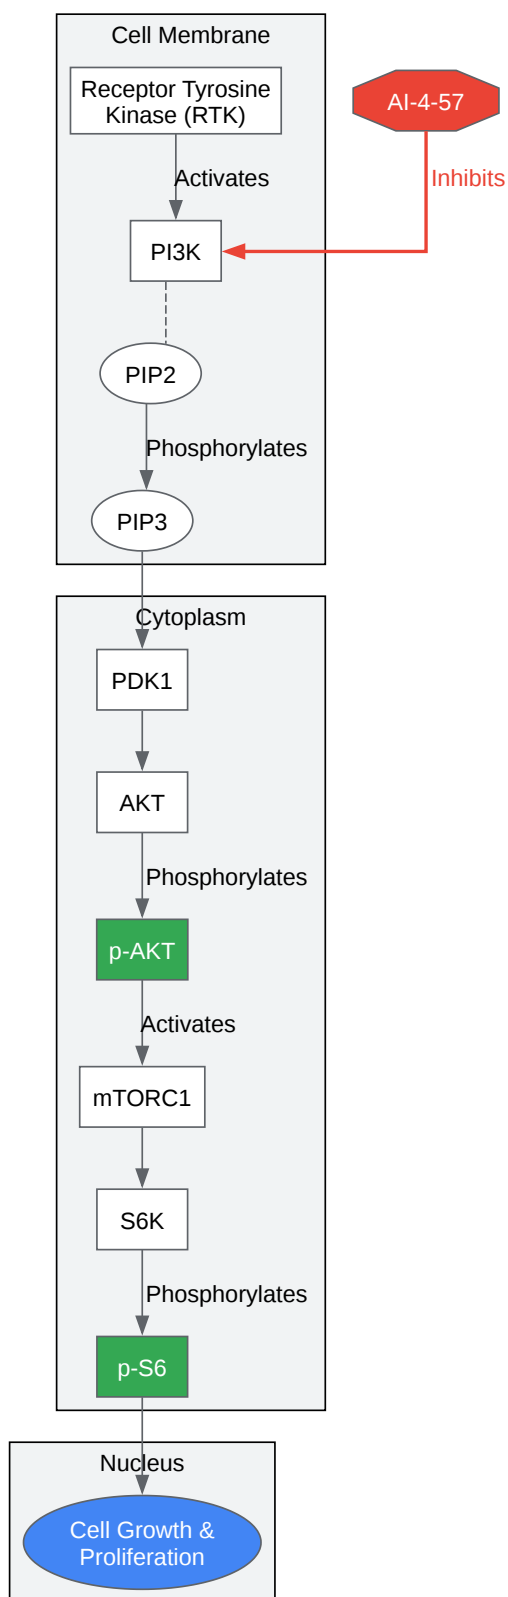 Cell Membrane
Receptor Tyrosine
Kinase (RTK)
AI-4-57
Activates
Inhibits
PI3K
PIP2
Phosphorylates
PIP3
Cytoplasm
PDK1
AKT
Phosphorylates
p-AKT
Activates
mTORC1
S6K
Phosphorylates
p-S6
Nucleus
Cell Growth &
Proliferation